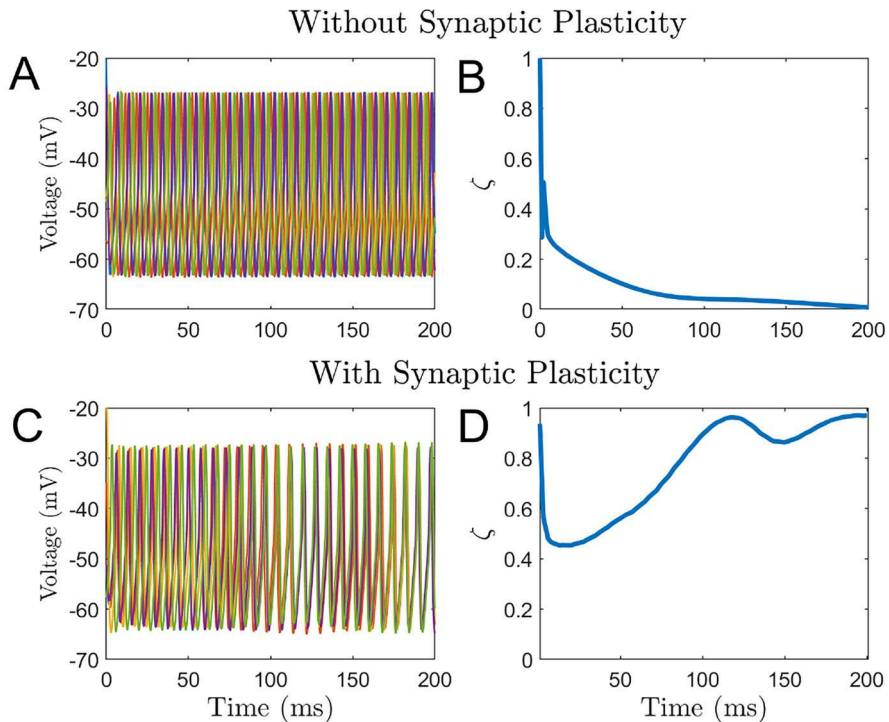 Without Synaptic Plasticity
A
B
-20
-30
-40
-50
-60
-70
Voltage (mV)
0 50 100 150 200
1
0.8
0.6
0.4
0.2
0
ζ
0 50 100 150 200
With Synaptic Plasticity
C
D
-20
-30
-40
-50
-60
-70
Voltage (mV)
0 50 100 150 200
Time (ms)
1
0.8
0.6
0.4
0.2
0
ζ
50 100 150 200
Time (ms)